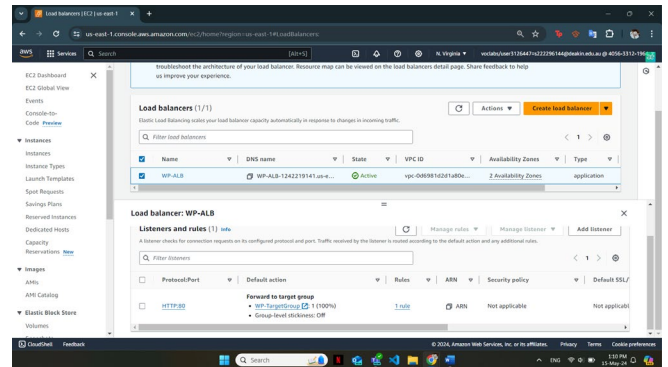 Load balancers | EC2 | us-east-1
us-east-1.console.aws.amazon.com/ec2/home?region=us-east-1#LoadBalancers:
aws
Services
Search
[Alt+S]
N. Virginia
EC2 Dashboard
EC2 Global View
Events
Console-to-
Code Preview
Instances
Instances
Instance Types
Launch Templates
Spot Requests
Savings Plans
Reserved Instances
Dedicated Hosts
Capacity
Reservations New
Images
AMIs
AMI Catalog
Elastic Block Store
Volumes
troubleshoot the architecture of your load balancer. Resource map can be viewed on the load balancers detail page. Share feedback to help
us improve your experience.
Load balancers (1/1)
Actions
Create load balancer
Elastic Load Balancing scales your load balancer capacity automatically in response to changes in incoming traffic.
Filter load balancers
1
Name DNS name State VPC ID Availability Zones Type
WP-ALB WP-ALB-1242219141.us-e... Active vpc-0d6981d2d1a80e... 2 Availability Zones application
Load balancer: WP-ALB
Listeners and rules (1) Info
Manage rules
Manage listener
Add listener
A listener checks for connection requests on its configured protocol and port. Traffic received by the listener is routed according to the default action and any additional rules.
Filter listeners
1
Protocol:Port Default action Rules ARN Security policy Default SSL/
Forward to target group
HTTP:80 • WP-TargetGroup: 1 (100%) 1 rule ARN Not applicable Not applicabl
• Group-level stickiness: Off
CloudShell Feedback
© 2024, Amazon Web Services, Inc. or its affiliates. Privacy Terms Cookie preferences
Search
ENG
1:10 PM
15-May-24